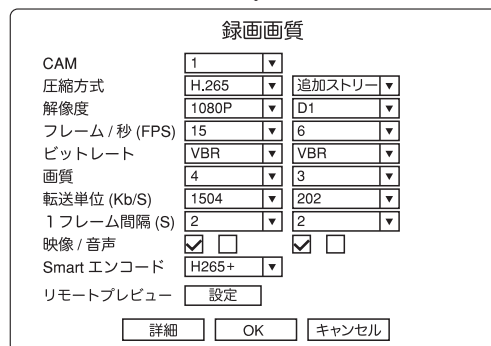 録画画質
CAM 1
圧縮方式 H.265 追加ストリー
解像度 1080P D1
フレーム / 秒 (FPS) 15 6
ビットレート VBR VBR
画質 4 3
転送単位 (Kb/S) 1504 202
1フレーム間隔 (S) 2 2
映像 / 音声
Smart エンコード H265+
リモートプレビュー 設定
詳細 OK キャンセル